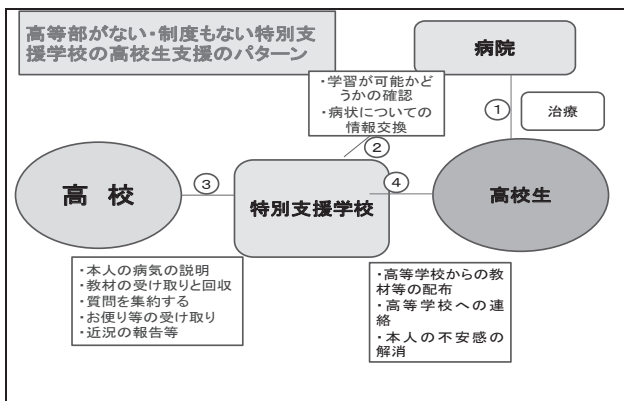 高等部がない・制度もない特別支
援学校の高校生支援のパターン
病院
・学習が可能かど
うかの確認
・病状についての
情報交換
①
治療
②
高　校
③
特別支援学校
④
高校生
・本人の病気の説明
・教材の受け取りと回収
・質問を集約する
・お便り等の受け取り
・近況の報告等
・高等学校からの教
材等の配布
・高等学校への連
絡
・本人の不安感の
解消